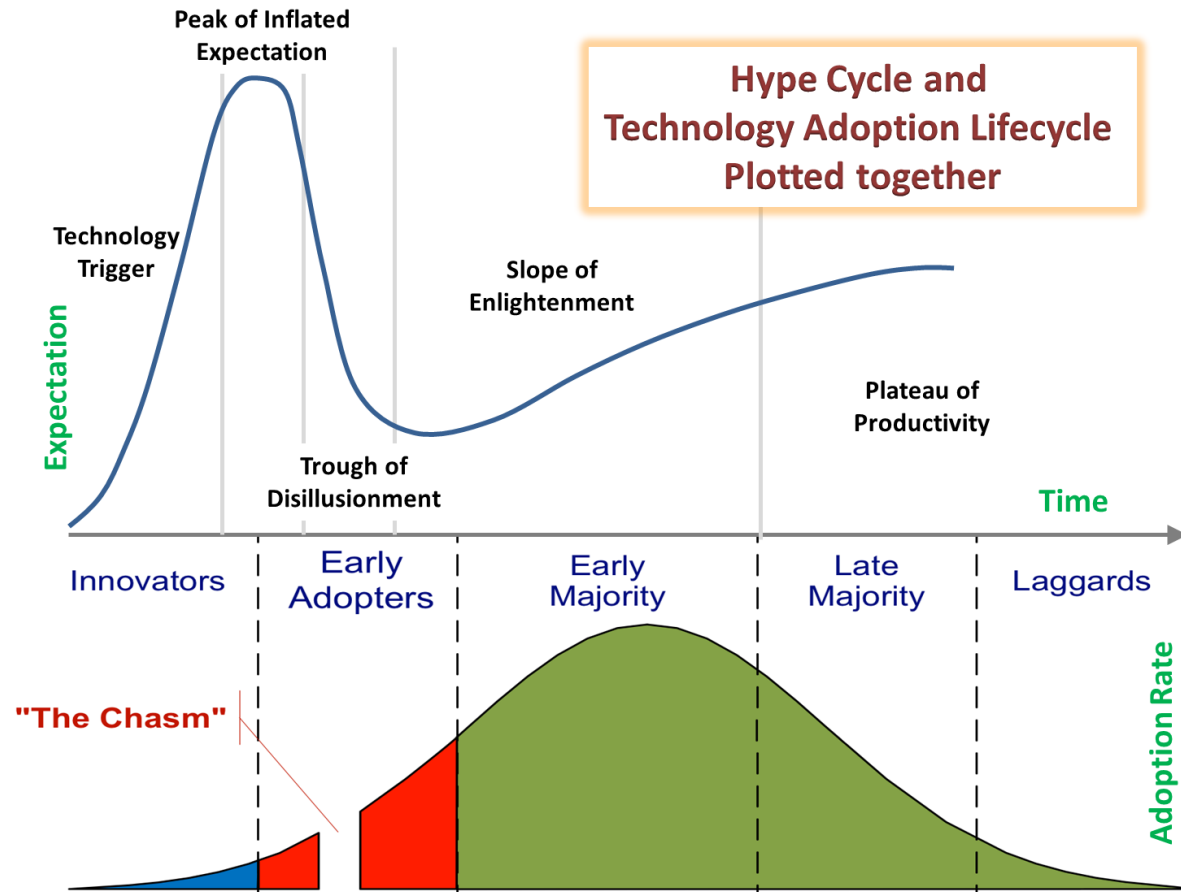 Peak of Inflated
Expectation
Hype Cycle and
Technology Adoption Lifecycle
Plotted together
Technology
Trigger
Slope of
Enlightenment
Expectation
Plateau of
Productivity
Trough of
Disillusionment
Time
Innovators
Early
Adopters
Early
Majority
Late
Majority
Laggards
"The Chasm"
Adoption Rate